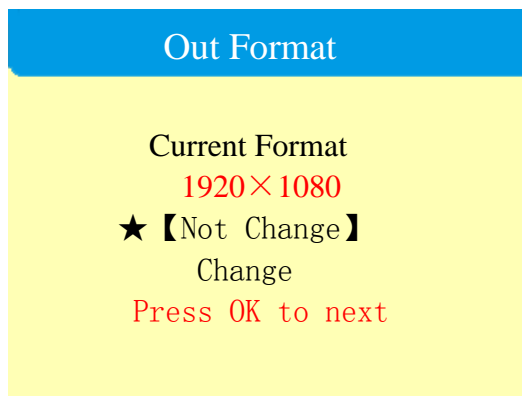 Out Format
Current Format
1920×1080
★【Not Change】
Change
Press OK to next